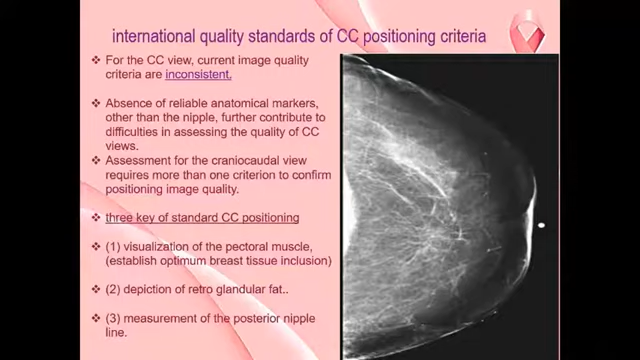 international quality standards of CC positioning criteria
❖ For the CC view, current image quality
criteria are inconsistent.
❖ Absence of reliable anatomical markers,
other than the nipple, further contribute to
difficulties in assessing the quality of CC
views.
❖ Assessment for the craniocaudal view
requires more than one criterion to confirm
positioning image quality.
❖ three key of standard CC positioning
❖ (1) visualization of the pectoral muscle,
(establish optimum breast tissue inclusion)
❖ (2) depiction of retro glandular fat..
❖ (3) measurement of the posterior nipple
line.